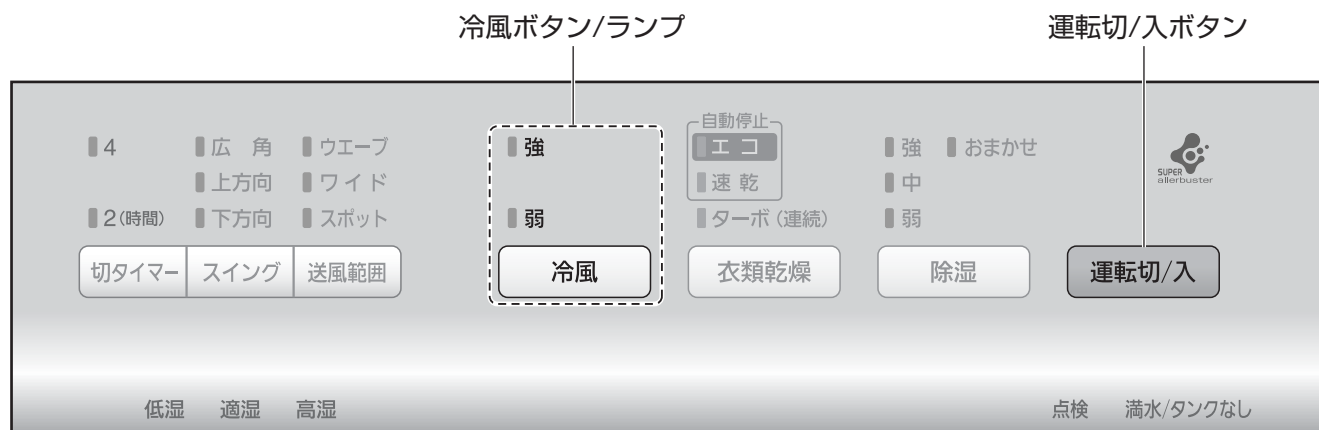 冷風ボタン/ランプ
運転切/入ボタン
自動停止
4 広 角 ウエーブ 強 エ コ 強 おまかせ
上方向 ワイド 速 乾 中
2(時間) 下方向 スポット 弱 ターボ(連続) 弱
SUPER
allerbuster
切タイマー スイング 送風範囲 冷風 衣類乾燥 除湿 運転切/入
低湿 適湿 高湿 点検 満水/タンクなし